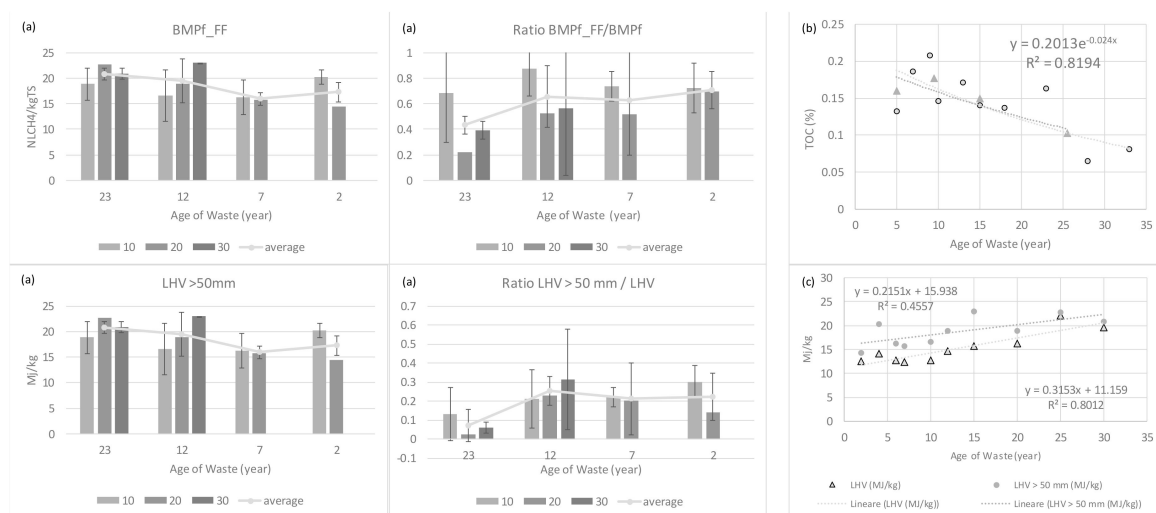 (a)
BMPf_FF
25
20
15
10
5
0
NLCH4/kgTS
23
12
7
2
Age of Waste (year)
10
20
30
average
(a)
Ratio BMPf_FF/BMPf
1
0.8
0.6
0.4
0.2
0
23
12
7
2
Age of Waste (year)
10
20
30
average
(b)
y = 0.2013e-0.024x
R² = 0.8194
0.25
0.2
0.15
0.1
0.05
0
TOC (%)
0
5
10
15
20
25
30
35
Age of Waste (year)
(a)
LHV >50mm
25
20
15
10
5
0
Mj/kg
23
12
7
2
Age of Waste (year)
10
20
30
average
(a)
Ratio LHV > 50 mm / LHV
0.7
0.6
0.5
0.4
0.3
0.2
0.1
0
-0.1
23
12
7
2
Age of Waste (year)
10
20
30
average
(c)
y = 0.2151x + 15.938
R² = 0.4557
30
25
20
15
10
5
0
Mj/kg
y = 0.3153x + 11.159
R² = 0.8012
0
5
10
15
20
25
30
35
Age of Waste (year)
LHV (MJ/kg)
LHV > 50 mm (MJ/kg)
Lineare (LHV (MJ/kg))
Lineare (LHV > 50 mm (MJ/kg))